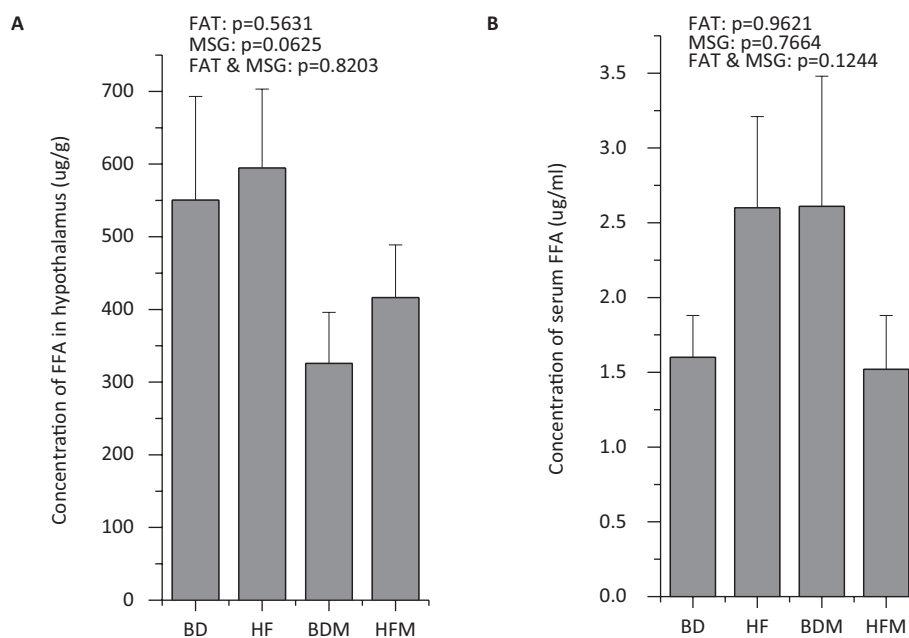 A
FAT: p=0.5631
MSG: p=0.0625
FAT & MSG: p=0.8203
Concentration of FFA in hypothalamus (ug/g)
700
600
500
400
300
200
100
0
BD HF BDM HFM
B
FAT: p=0.9621
MSG: p=0.7664
FAT & MSG: p=0.1244
Concentration of serum FFA (ug/ml)
3.5
3.0
2.5
2.0
1.5
1.0
0.5
0.0
BD HF BDM HFM